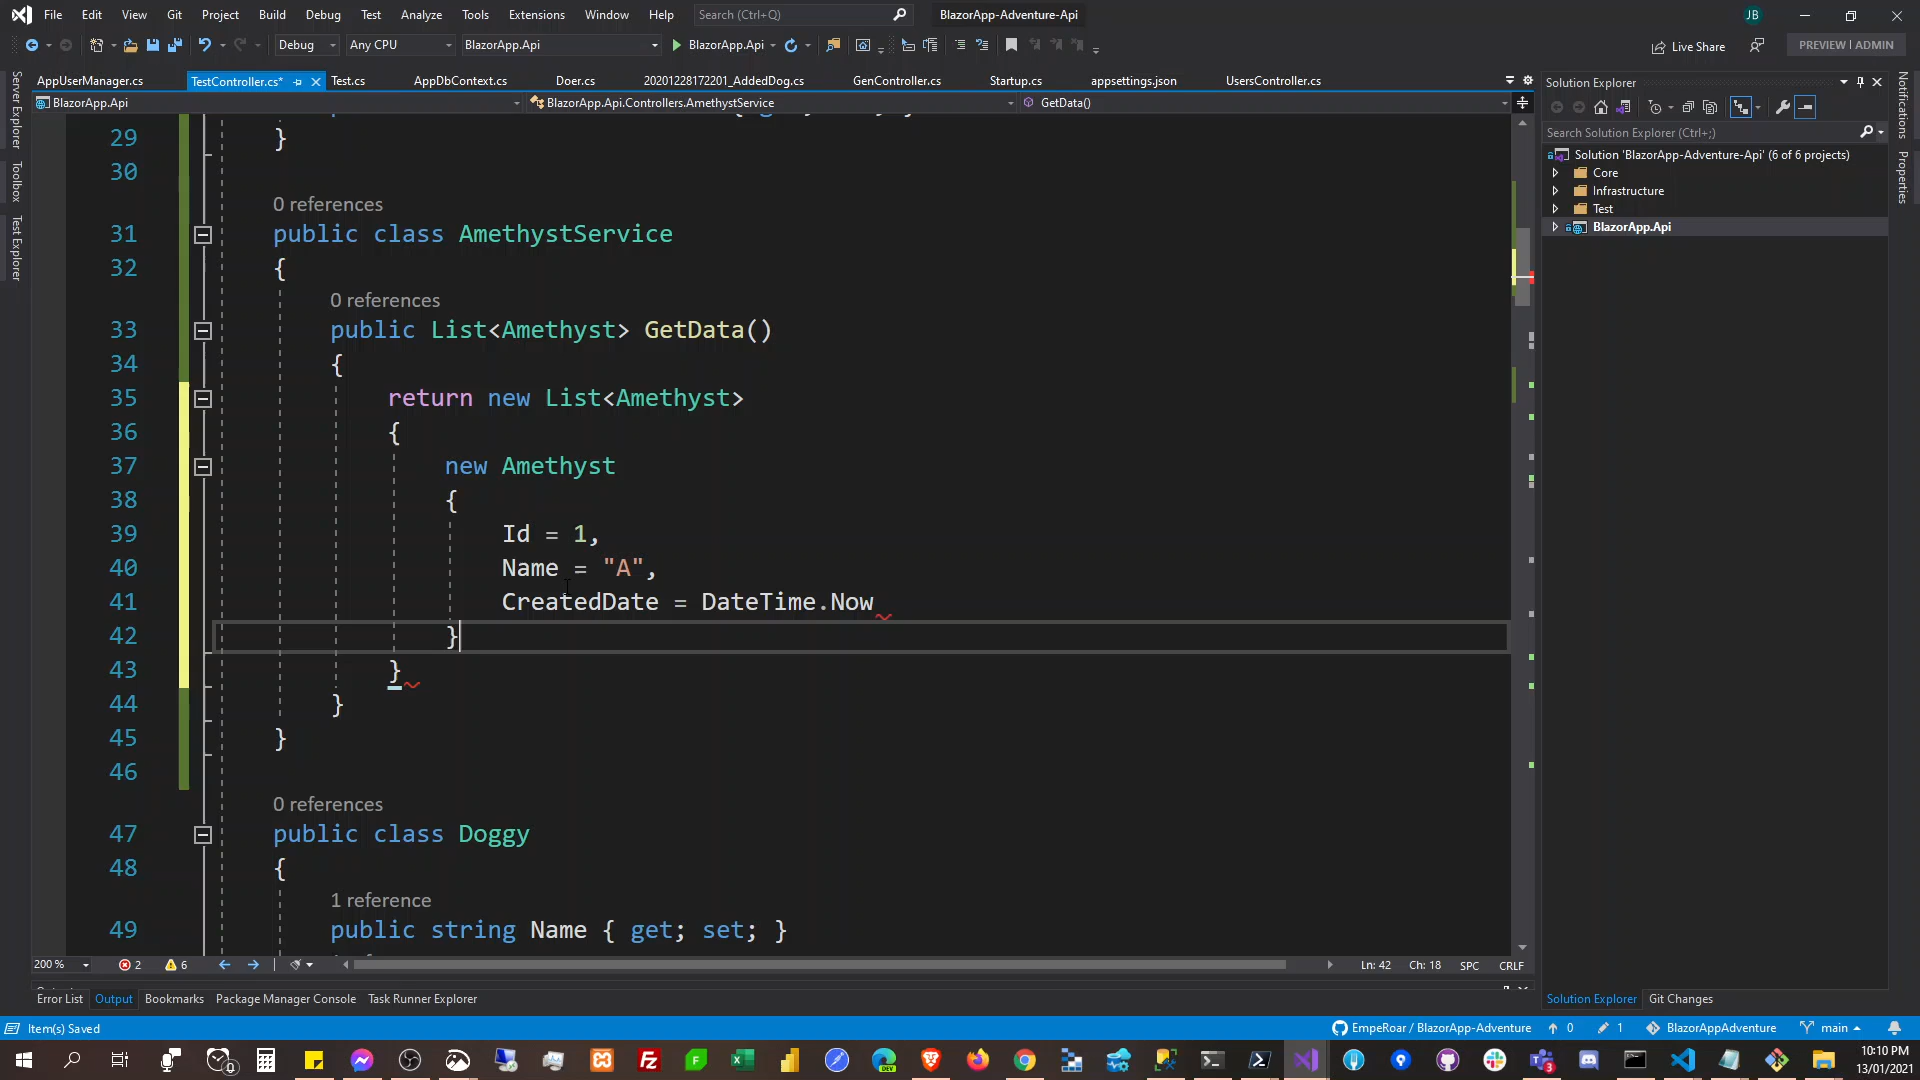 File Edit View Git Project Build Debug Test Analyze Tools Extensions Window Help Search (Ctrl+Q) BlazorApp-Adventure-Api JB
Debug Any CPU BlazorApp.Api BlazorApp.Api Live Share PREVIEW | ADMIN
AppUserManager.cs TestController.cs* Test.cs AppDbContext.cs Doer.cs 20201228172201_AddedDog.cs GenController.cs Startup.cs appsettings.json UsersController.cs
BlazorApp.Api BlazorApp.Api.Controllers.AmethystService GetData()
Server Explorer
Toolbox
Test Explorer
29 }
30
0 references
31 public class AmethystService
32 {
0 references
33 public List<Amethyst> GetData()
34 {
35 return new List<Amethyst>
36 {
37 new Amethyst
38 {
39 Id = 1,
40 Name = "A",
41 CreatedDate = DateTime.Now
42 }
43 }
44 }
45 }
46
0 references
47 public class Doggy
48 {
1 reference
49 public string Name { get; set; }
200 % 2 6 Ln: 42 Ch: 18 SPC CRLF
Error List Output Bookmarks Package Manager Console Task Runner Explorer
Solution Explorer
Search Solution Explorer (Ctrl+;)
Solution 'BlazorApp-Adventure-Api' (6 of 6 projects)
Core
Infrastructure
Test
BlazorApp.Api
Solution Explorer Git Changes
Notifications
Properties
Item(s) Saved EmpeRoar / BlazorApp-Adventure 0 1 BlazorAppAdventure main
10:10 PM
13/01/2021